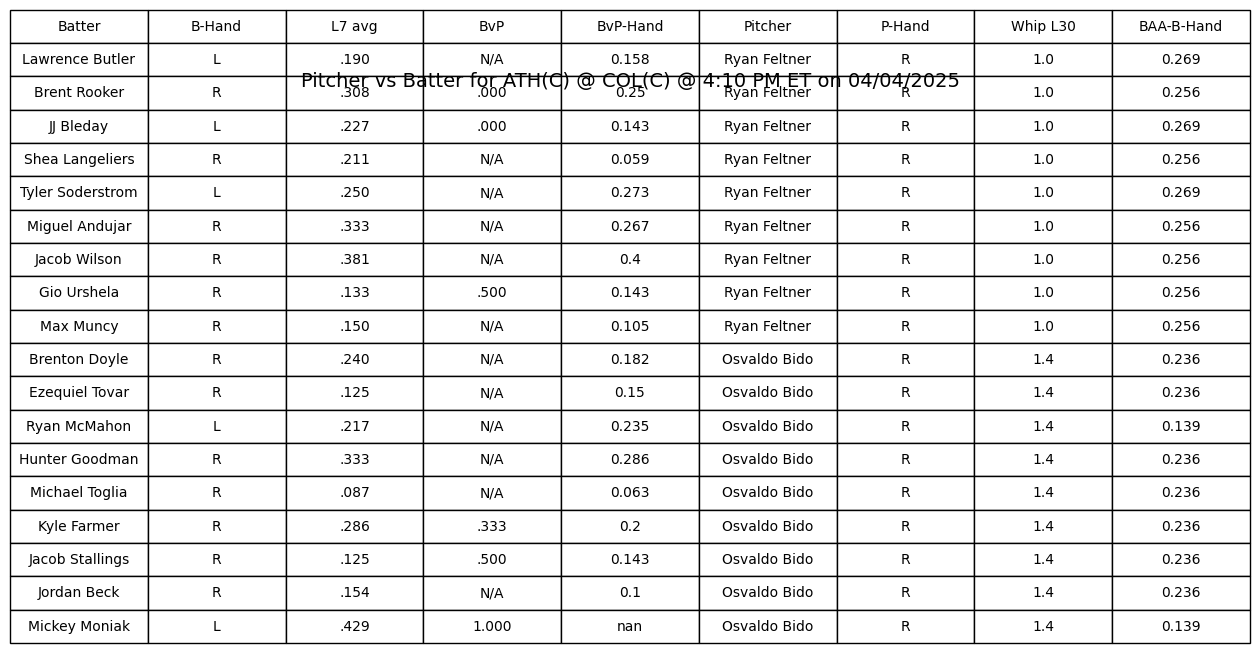 Batter B-Hand L7 avg BvP BvP-Hand Pitcher P-Hand Whip L30 BAA-B-Hand
Lawrence Butler L .190 N/A 0.158 Ryan Feltner R 1.0 0.269
Pitcher vs Batter for ATH(C) @ COL(C) @ 4:10 PM ET on 04/04/2025
Brent Rooker R .308 .000 0.25 Ryan Feltner R 1.0 0.256
JJ Bleday L .227 .000 0.143 Ryan Feltner R 1.0 0.269
Shea Langeliers R .211 N/A 0.059 Ryan Feltner R 1.0 0.256
Tyler Soderstrom L .250 N/A 0.273 Ryan Feltner R 1.0 0.269
Miguel Andujar R .333 N/A 0.267 Ryan Feltner R 1.0 0.256
Jacob Wilson R .381 N/A 0.4 Ryan Feltner R 1.0 0.256
Gio Urshela R .133 .500 0.143 Ryan Feltner R 1.0 0.256
Max Muncy R .150 N/A 0.105 Ryan Feltner R 1.0 0.256
Brenton Doyle R .240 N/A 0.182 Osvaldo Bido R 1.4 0.236
Ezequiel Tovar R .125 N/A 0.15 Osvaldo Bido R 1.4 0.236
Ryan McMahon L .217 N/A 0.235 Osvaldo Bido R 1.4 0.139
Hunter Goodman R .333 N/A 0.286 Osvaldo Bido R 1.4 0.236
Michael Toglia R .087 N/A 0.063 Osvaldo Bido R 1.4 0.236
Kyle Farmer R .286 .333 0.2 Osvaldo Bido R 1.4 0.236
Jacob Stallings R .125 .500 0.143 Osvaldo Bido R 1.4 0.236
Jordan Beck R .154 N/A 0.1 Osvaldo Bido R 1.4 0.236
Mickey Moniak L .429 1.000 nan Osvaldo Bido R 1.4 0.139